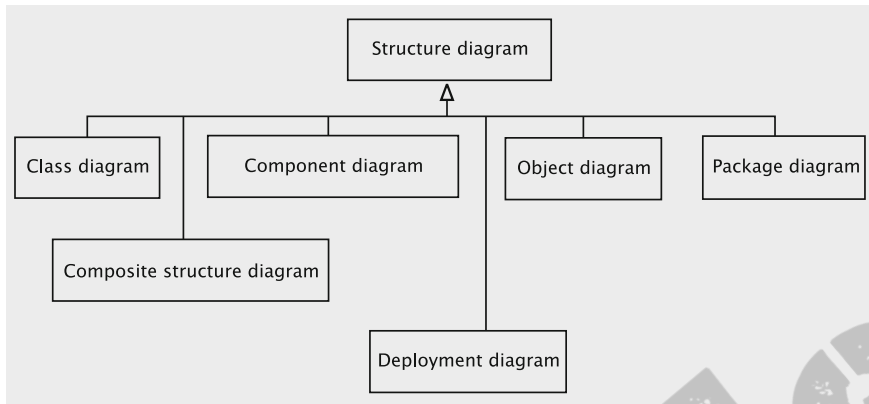 Structure diagram
Class diagram
Component diagram
Object diagram
Package diagram
Composite structure diagram
Deployment diagram